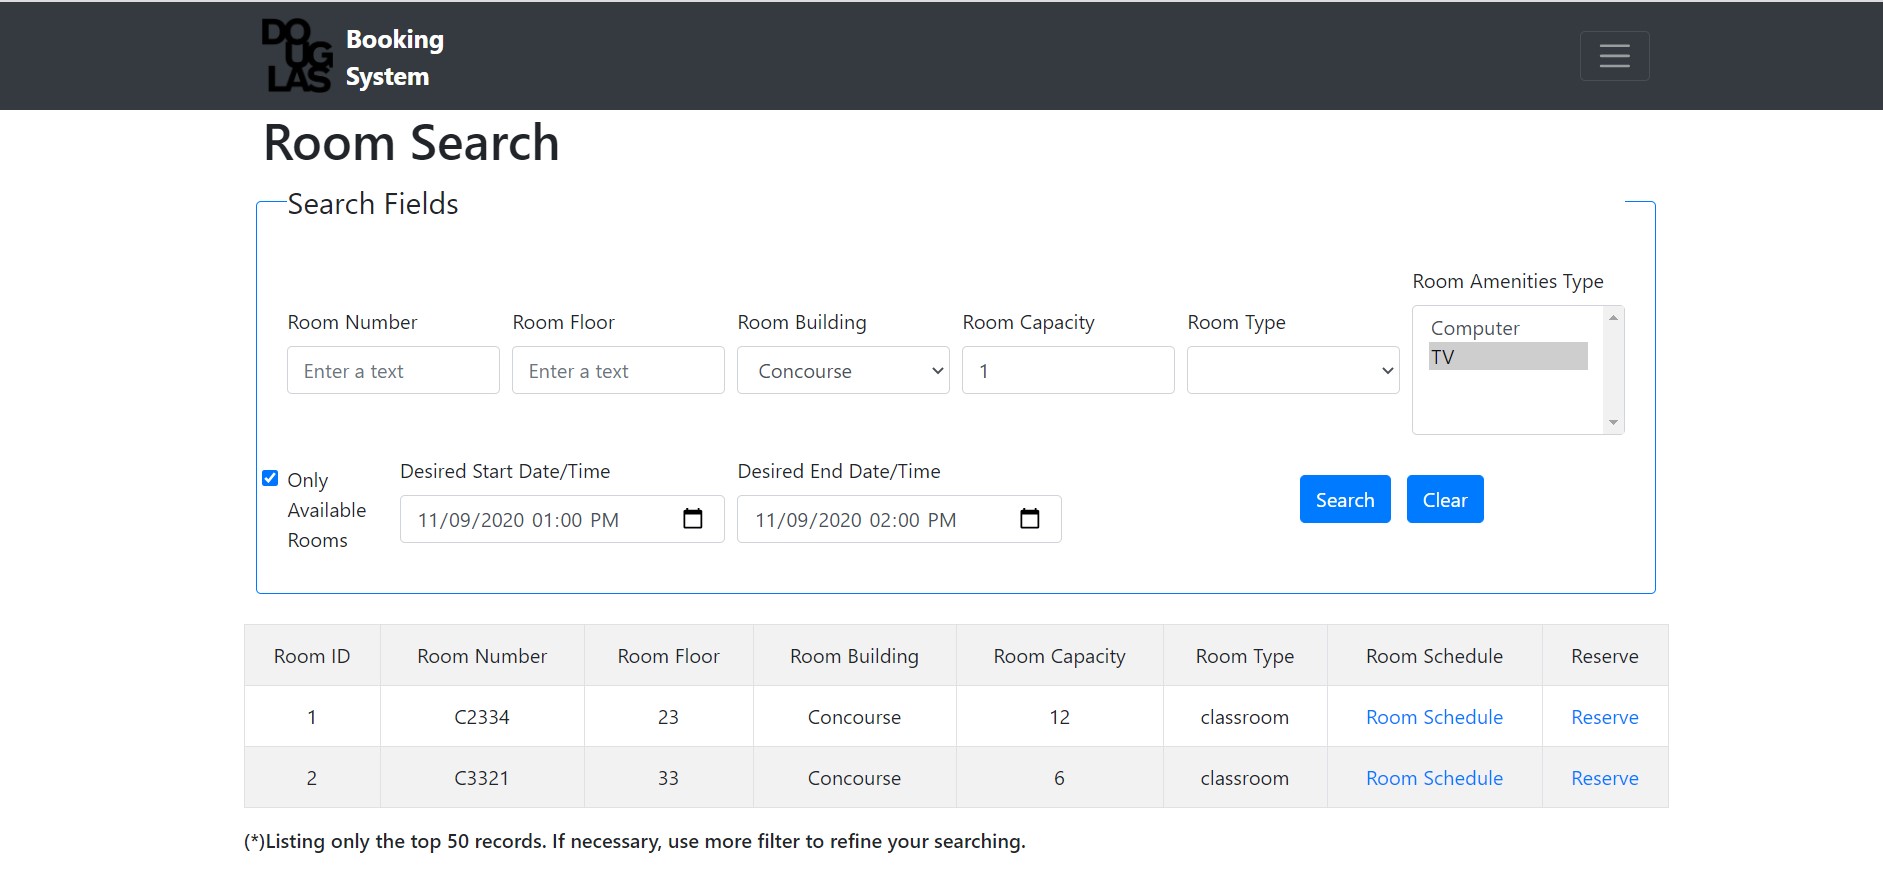 DO
UG
LAS
Booking
System
Room Search
Search Fields
Room Number
Room Floor
Room Building
Room Capacity
Room Type
Room Amenities Type
Enter a text
Enter a text
Concourse
1
Computer
TV
Only
Available
Rooms
Desired Start Date/Time
11/09/2020 01:00 PM
Desired End Date/Time
11/09/2020 02:00 PM
Search
Clear
Room ID Room Number Room Floor Room Building Room Capacity Room Type Room Schedule Reserve
1 C2334 23 Concourse 12 classroom Room Schedule Reserve
2 C3321 33 Concourse 6 classroom Room Schedule Reserve
(*)Listing only the top 50 records. If necessary, use more filter to refine your searching.